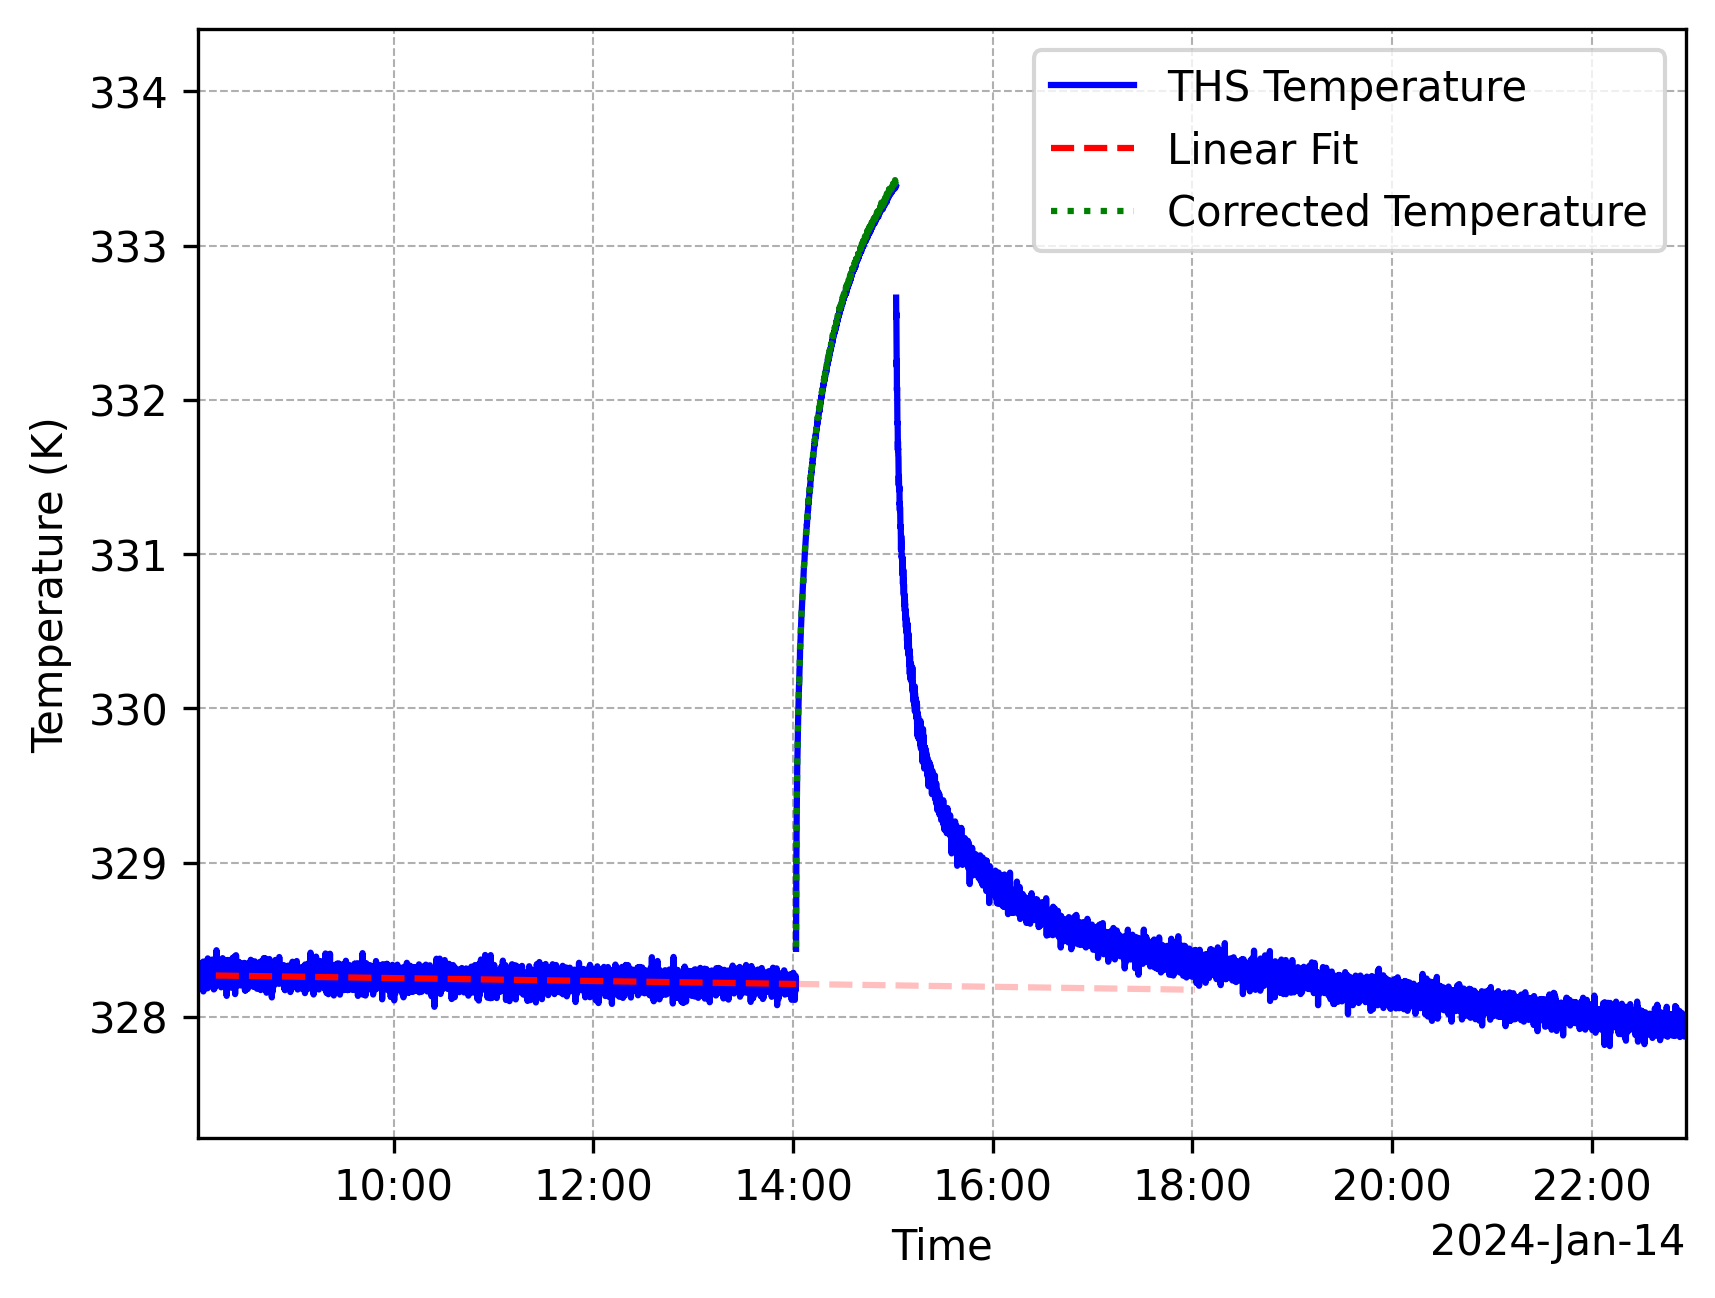 THS Temperature
Linear Fit
Corrected Temperature
334
333
332
331
330
329
328
Temperature (K)
10:00 12:00 14:00 16:00 18:00 20:00 22:00
Time
2024-Jan-14